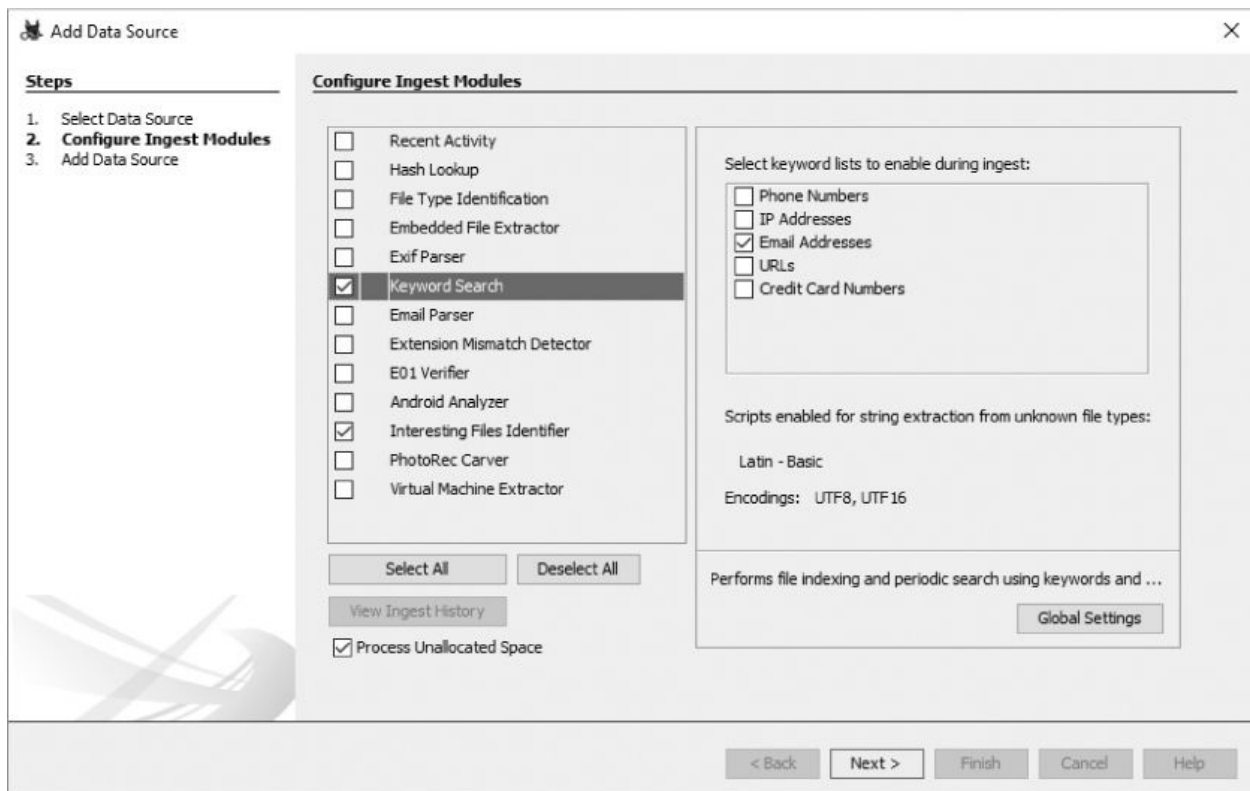 Add Data Source
Steps
1. Select Data Source
2. Configure Ingest Modules
3. Add Data Source
Configure Ingest Modules
Recent Activity
Hash Lookup
File Type Identification
Embedded File Extractor
Exif Parser
Keyword Search
Email Parser
Extension Mismatch Detector
E01 Verifier
Android Analyzer
Interesting Files Identifier
PhotoRec Carver
Virtual Machine Extractor
Select All Deselect All
View Ingest History
Process Unallocated Space
Select keyword lists to enable during ingest:
Phone Numbers
IP Addresses
Email Addresses
URLs
Credit Card Numbers
Scripts enabled for string extraction from unknown file types:
Latin - Basic
Encodings: UTF8, UTF16
Performs file indexing and periodic search using keywords and ...
Global Settings
< Back Next > Finish Cancel Help